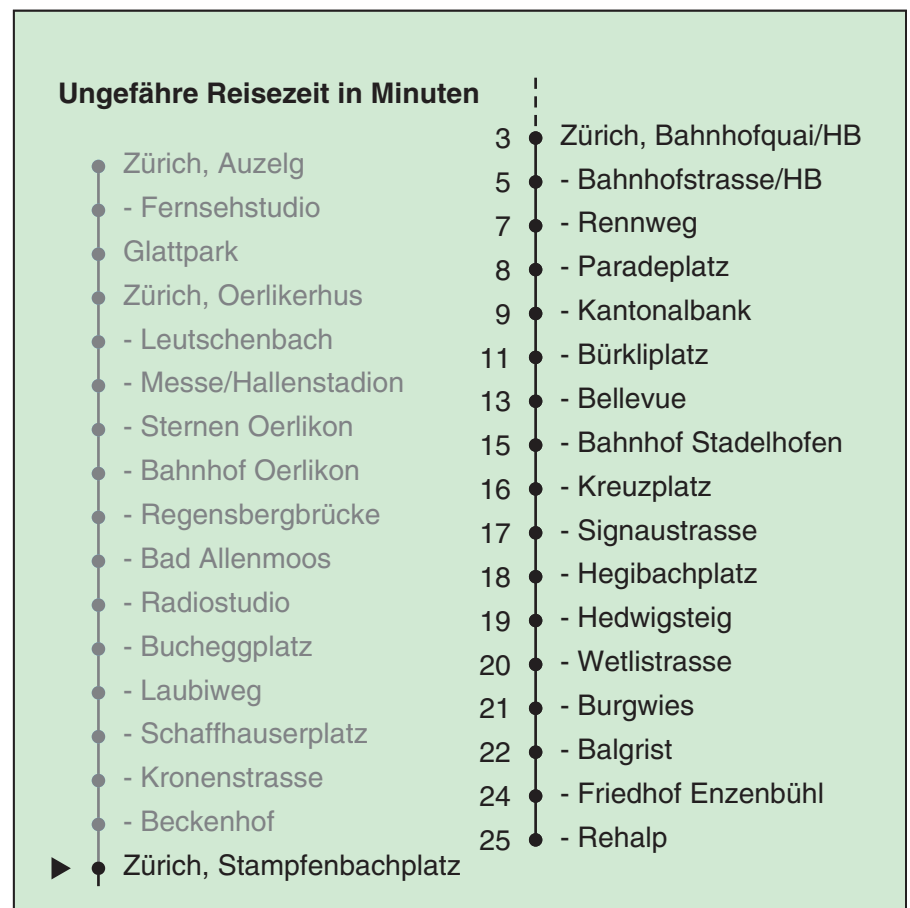 Ungefähre Reisezeit in Minuten
Zürich, Auzelg
- Fernsehstudio
Glattpark
Zürich, Oerlikerhus
- Leutschenbach
- Messe/Hallenstadion
- Sternen Oerlikon
- Bahnhof Oerlikon
- Regensbergbrücke
- Bad Allenmoos
- Radiostudio
- Bucheggplatz
- Laubiweg
- Schaffhauserplatz
- Kronenstrasse
- Beckenhof
Zürich, Stampfenbachplatz
3 Zürich, Bahnhofquai/HB
5 - Bahnhofstrasse/HB
7 - Rennweg
8 - Paradeplatz
9 - Kantonalbank
11 - Bürkliplatz
13 - Bellevue
15 - Bahnhof Stadelhofen
16 - Kreuzplatz
17 - Signaustrasse
18 - Hegibachplatz
19 - Hedwigsteig
20 - Wetlistrasse
21 - Burgwies
22 - Balgrist
24 - Friedhof Enzenbühl
25 - Rehalp